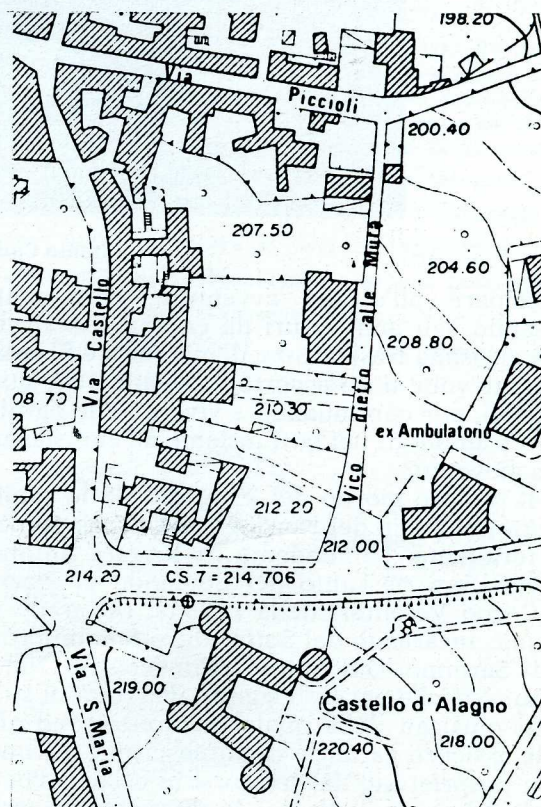 198.20
Via Piccioli
200.40
207.50
Vico dietro alle Mura
204.60
Via Castello
208.80
08.70
210.30
ex Ambulatorio
212.20
212.00
214.20
CS.7 = 214.706
Via S Maria
219.00
Castello d'Alagno
220.40
218.00